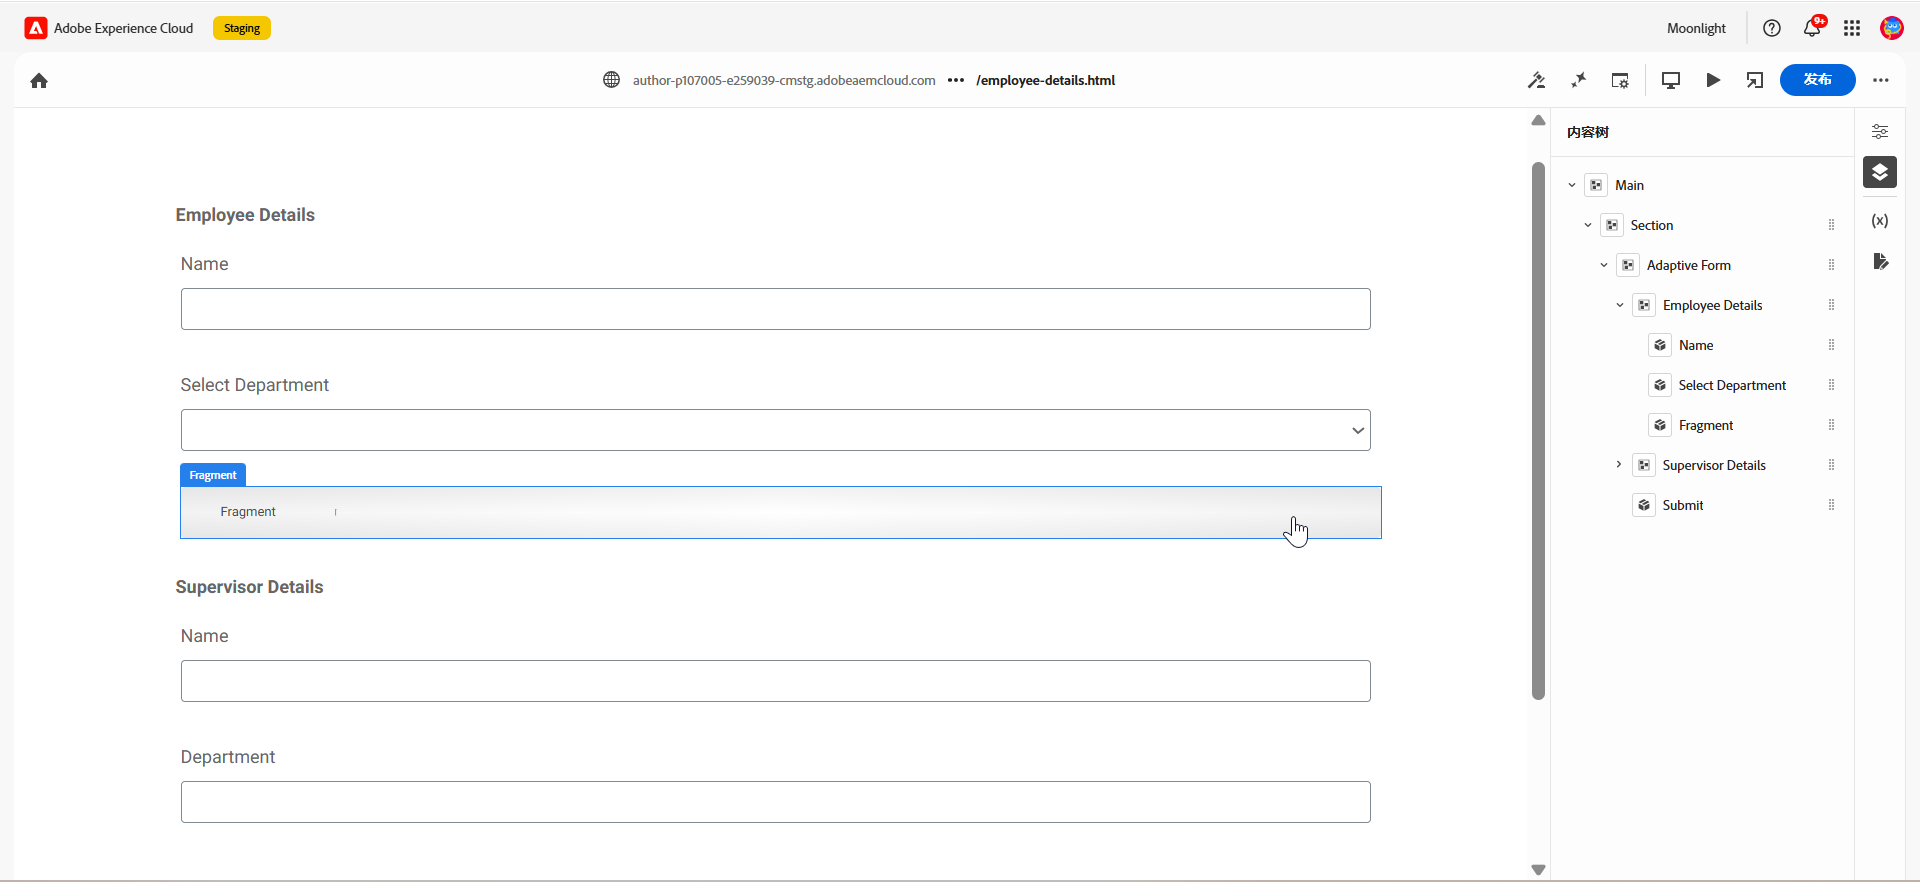 Adobe Experience Cloud
Staging
Moonlight
9+
author-p107005-e259039-cmstg.adobeaemcloud.com ••• /employee-details.html
发布
Employee Details
Name
Select Department
Fragment
Fragment
Supervisor Details
Name
Department
内容树
Main
Section
Adaptive Form
Employee Details
Name
Select Department
Fragment
Supervisor Details
Submit
(x)